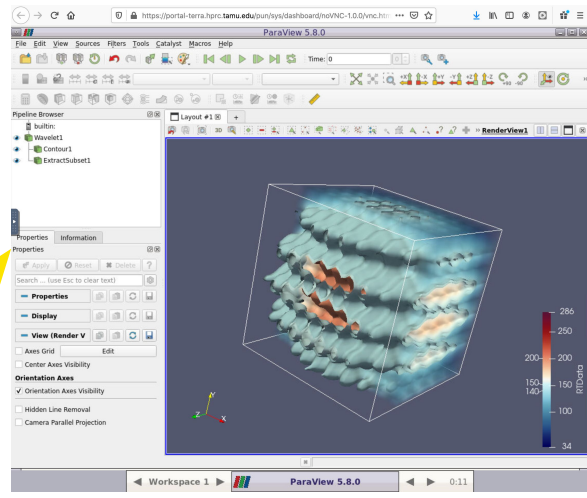 https://portal-terra.hprc.tamu.edu/pun/sys/dashboard/noVNC-1.0.0/vnc.htm
ParaView 5.8.0
File Edit View Sources Filters Tools Catalyst Macros Help
Time: 0
3D
Pipeline Browser
builtin:
Wavelet1
Contour1
ExtractSubset1
Layout #1
RenderView1
Properties Information
Properties
Apply Reset Delete ?
Search ... (use Esc to clear text)
Properties
Display
View (Render V
Axes Grid Edit
Center Axes Visibility
Orientation Axes
Orientation Axes Visibility
Hidden Line Removal
Camera Parallel Projection
Y
Z X
286
250
200 200
150 150
140
100
34
RTData
Workspace 1 ParaView 5.8.0 0:11